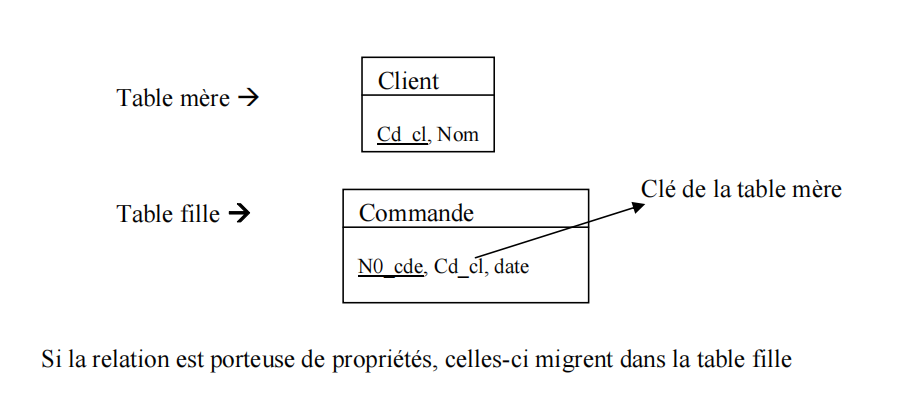 Client
Table mère →
Cd_cl, Nom
Clé de la table mère
Table fille →
Commande
N0_cde, Cd_cl, date
Si la relation est porteuse de propriétés, celles-ci migrent dans la table fille